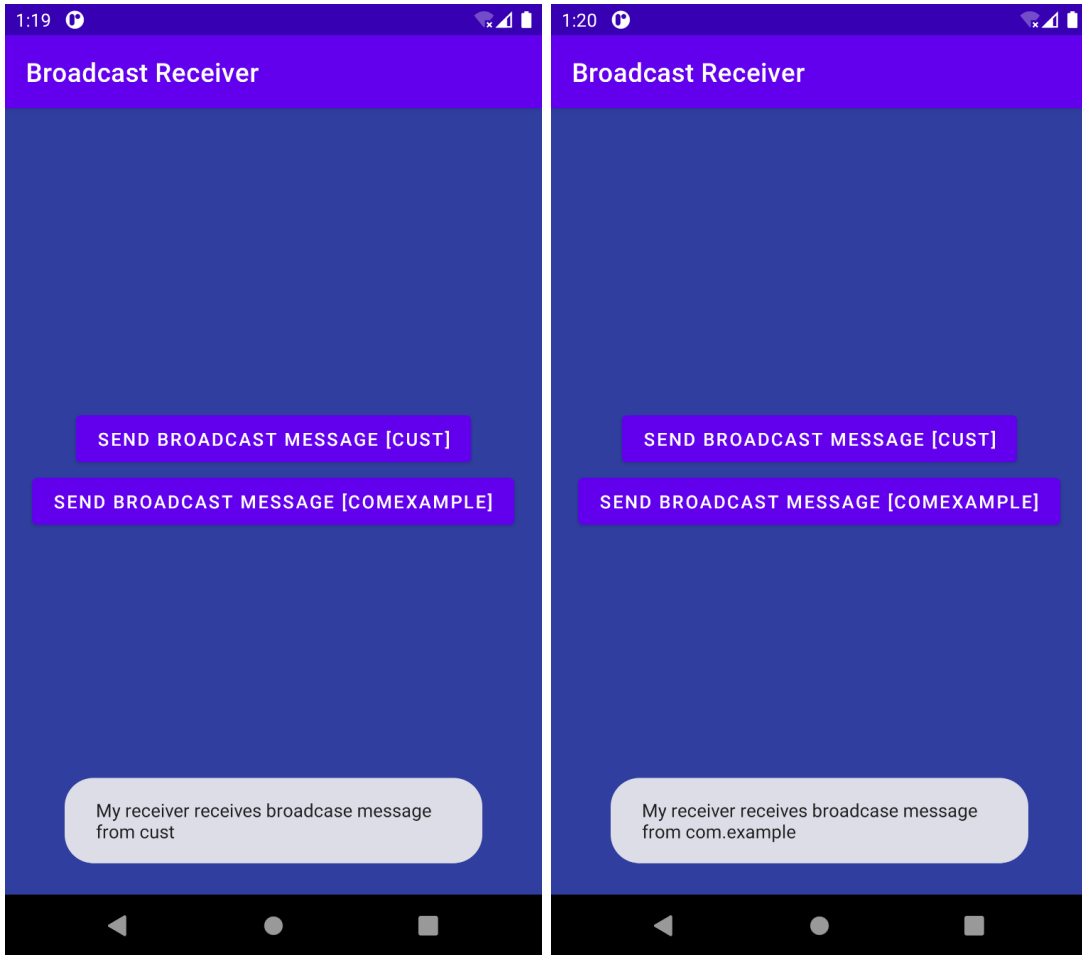 1:19
Broadcast Receiver
SEND BROADCAST MESSAGE [CUST]
SEND BROADCAST MESSAGE [COMEXAMPLE]
My receiver receives broadcase message
from cust
1:20
Broadcast Receiver
SEND BROADCAST MESSAGE [CUST]
SEND BROADCAST MESSAGE [COMEXAMPLE]
My receiver receives broadcase message
from com.example